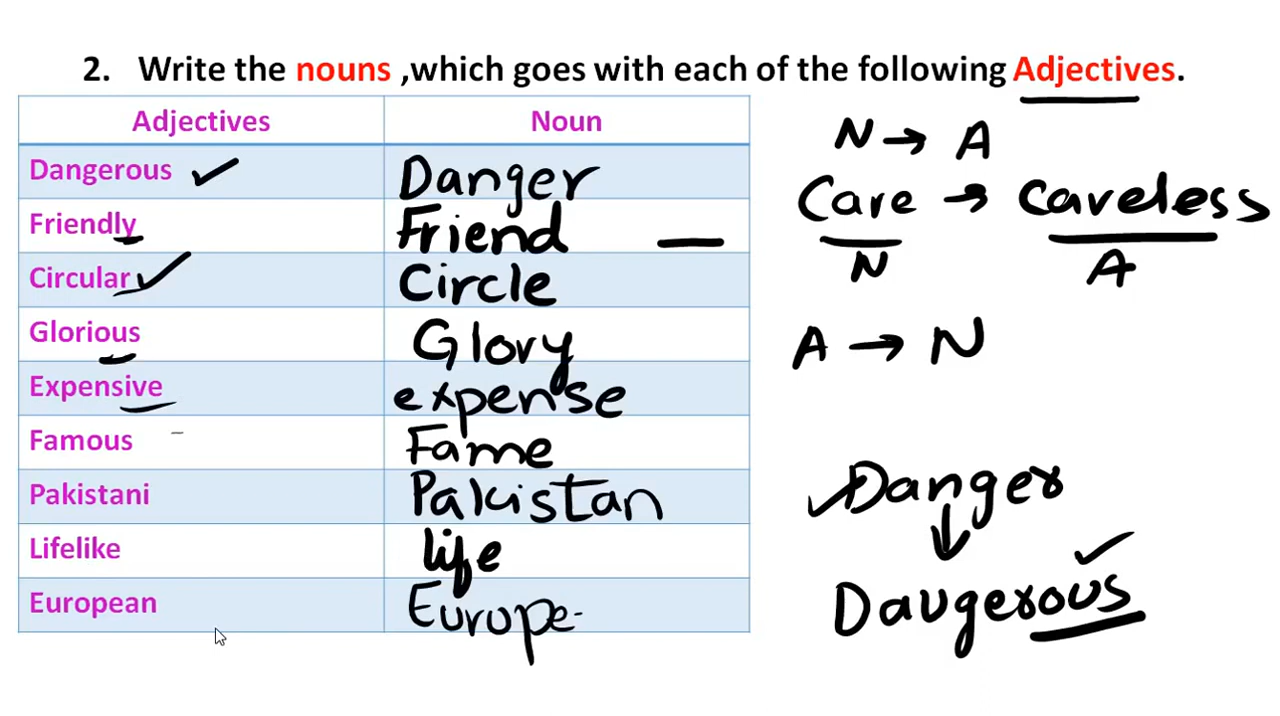 2. Write the nouns ,which goes with each of the following Adjectives.
Adjectives Noun
Dangerous Danger
Friendly Friend
Circular Circle
Glorious Glory
Expensive expense
Famous Fame
Pakistani Pakistan
Lifelike life
European Europe
N → A
Care → careless
N A
A → N
Danger
↓
Dangerous